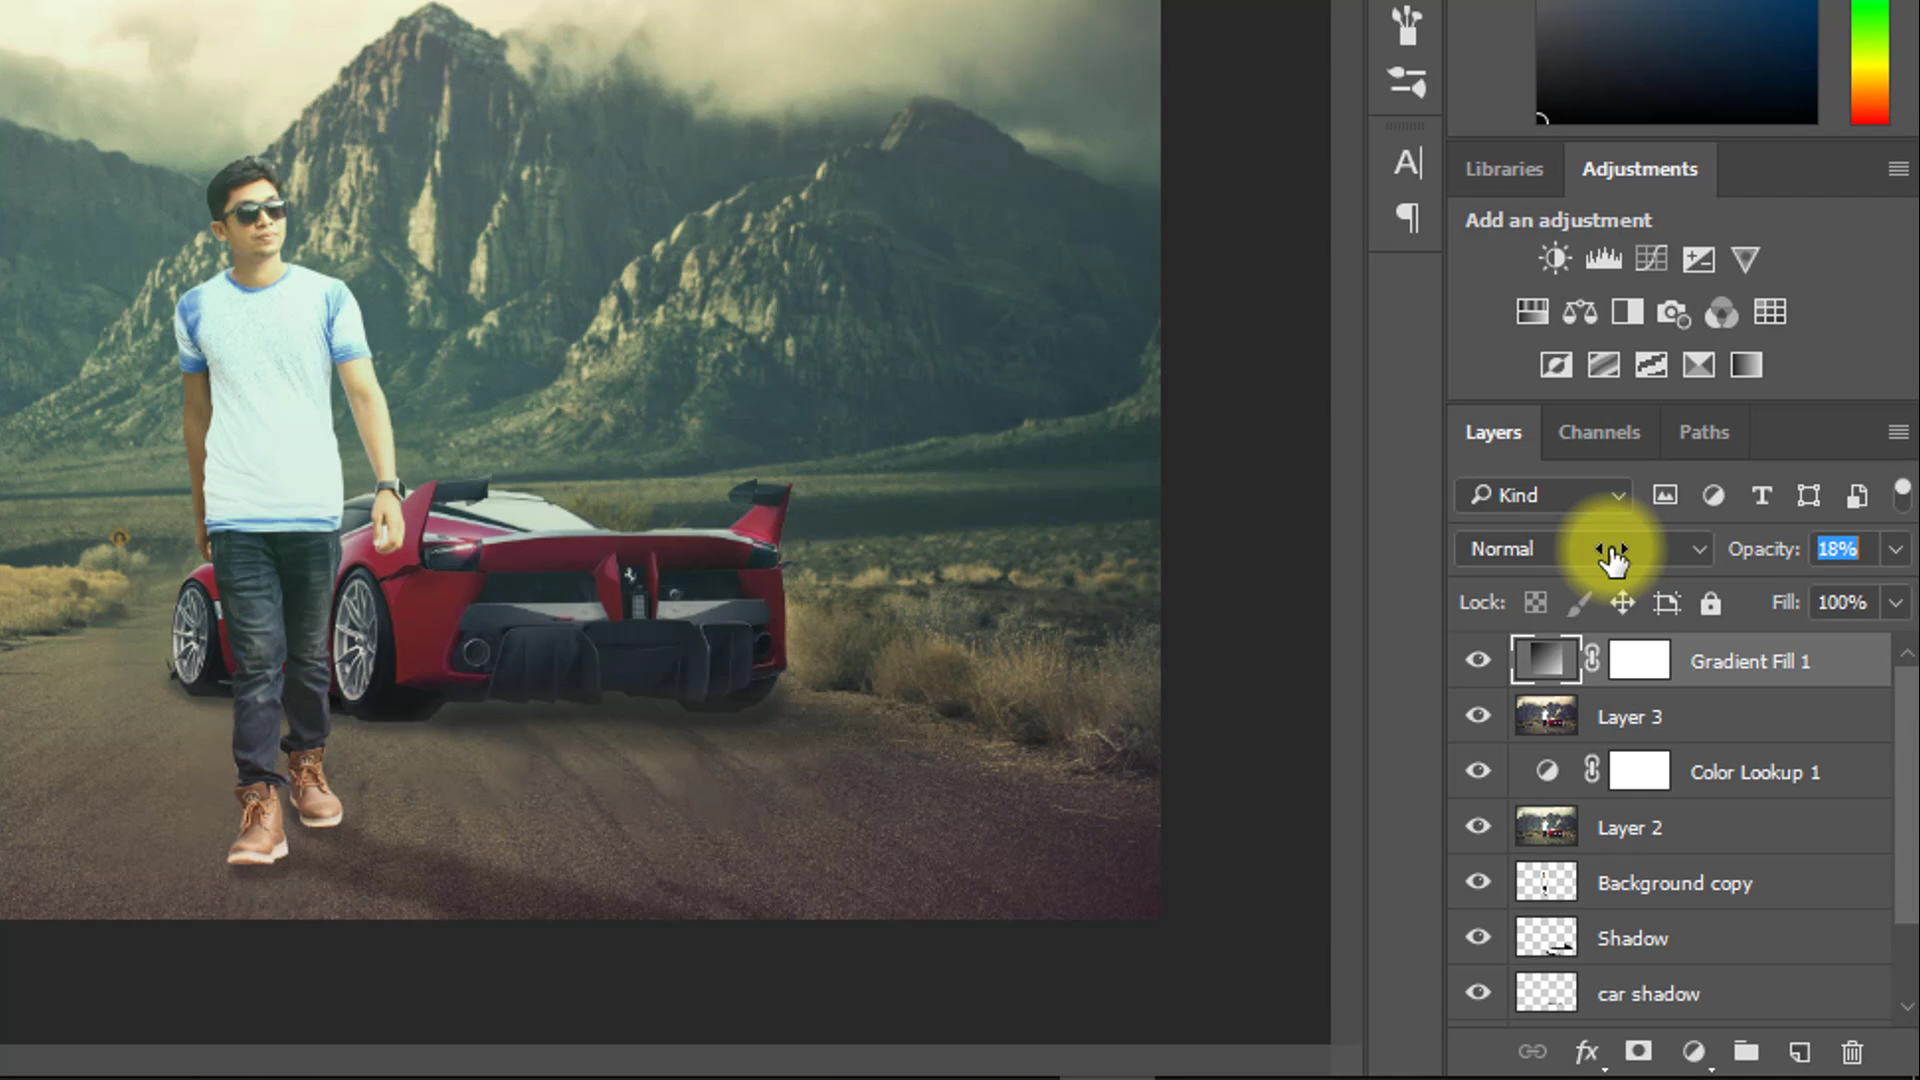 A|
Libraries Adjustments
Add an adjustment
Layers Channels Paths
Kind T
Normal Opacity: 18%
Lock: Fill: 100%
Gradient Fill 1
Layer 3
Color Lookup 1
Layer 2
Background copy
Shadow
car shadow
fx